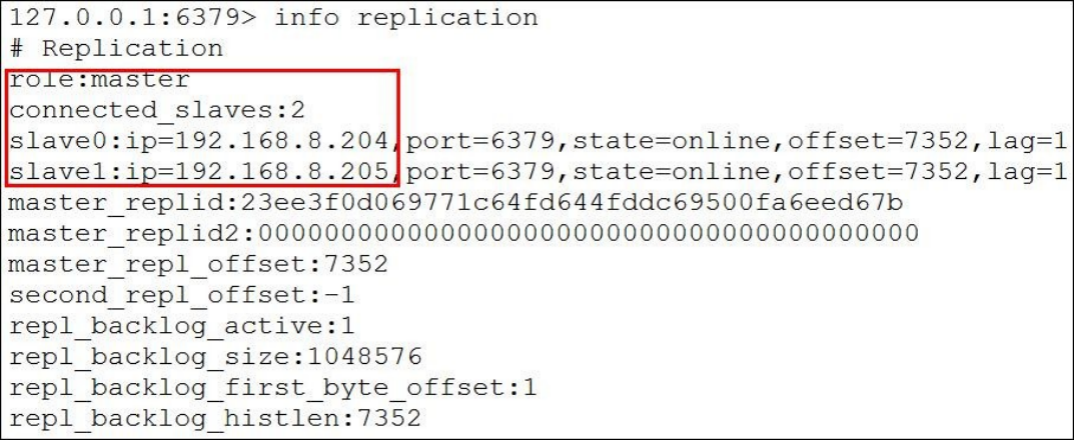 127.0.0.1:6379> info replication
# Replication
role:master
connected_slaves:2
slave0:ip=192.168.8.204,port=6379,state=online,offset=7352,lag=1
slave1:ip=192.168.8.205,port=6379,state=online,offset=7352,lag=1
master_replid:23ee3f0d069771c64fd644fddc69500fa6eed67b
master_replid2:0000000000000000000000000000000000000000
master_repl_offset:7352
second_repl_offset:-1
repl_backlog_active:1
repl_backlog_size:1048576
repl_backlog_first_byte_offset:1
repl_backlog_histlen:7352